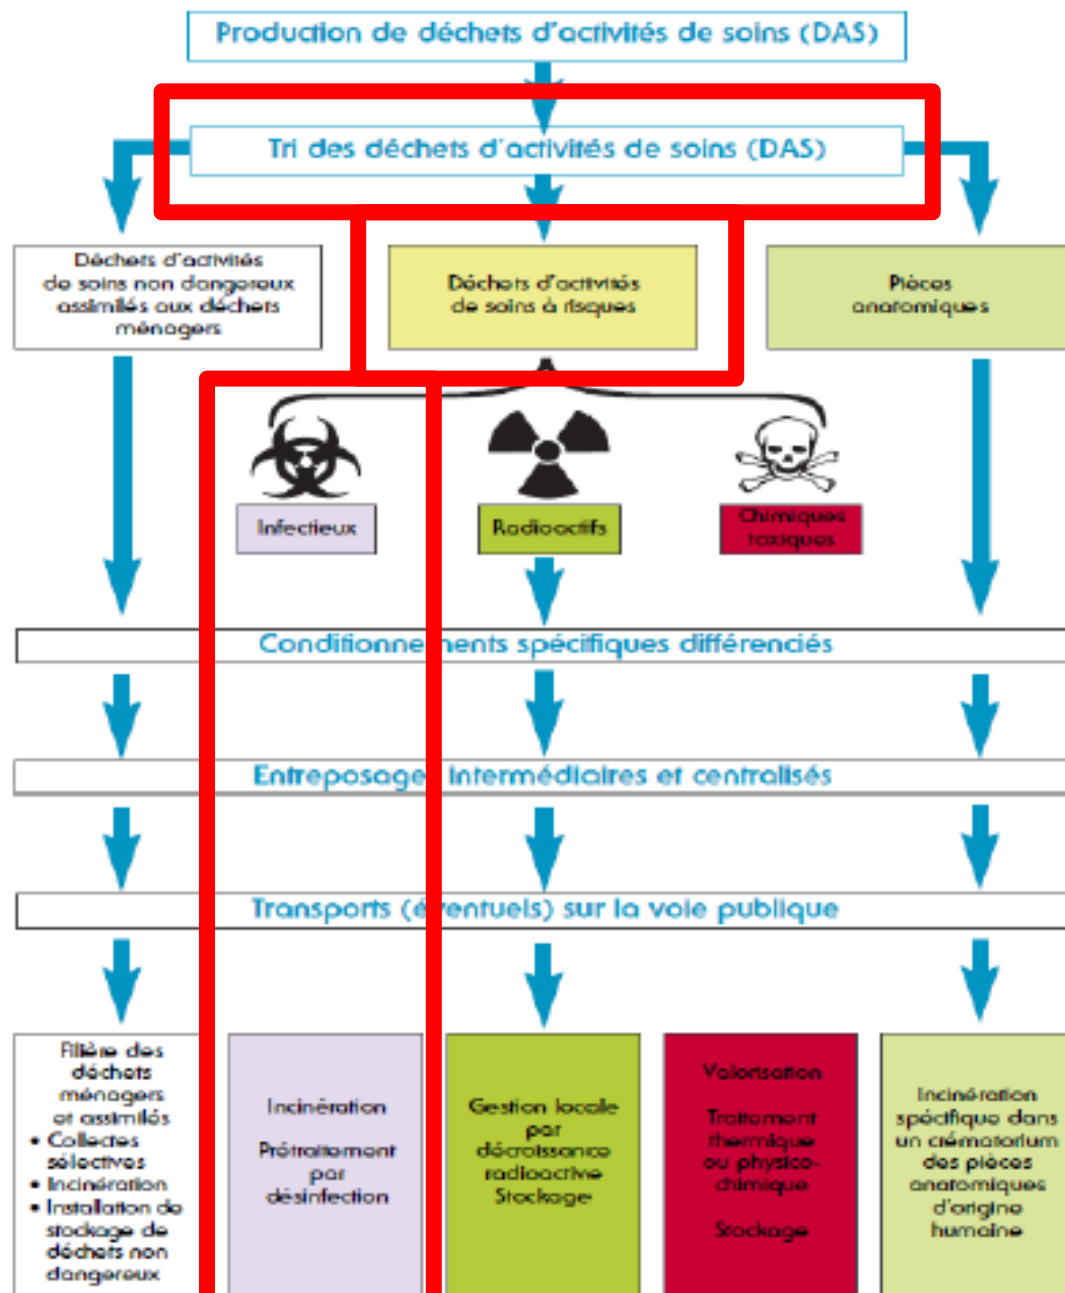 Production de déchets d'activités de soins (DAS)
Tri des déchets d'activités de soins (DAS)
Déchets d'activités
de soins non dangereux
assimilés aux déchets
ménagers
Déchets d'activités
de soins à risques
Pièces
anatomiques
Infectieux
Radioactifs
Chimiques
toxiques
Conditionnements spécifiques différenciés
Entreposages intermédiaires et centralisés
Transports (éventuels) sur la voie publique
Filière des
déchets
ménagers
et assimilés
• Collectes
sélectives
• Incinération
• Installation de
stockage de
déchets non
dangereux
Incinération
Prétraitement
par
désinfection
Gestion locale
par
décroissance
radioactive
Stockage
Valorisation
Traitement
thermique
ou physico-
chimique
Stockage
Incinération
spécifique dans
un crématorium
des pièces
anatomiques
d'origine
humaine